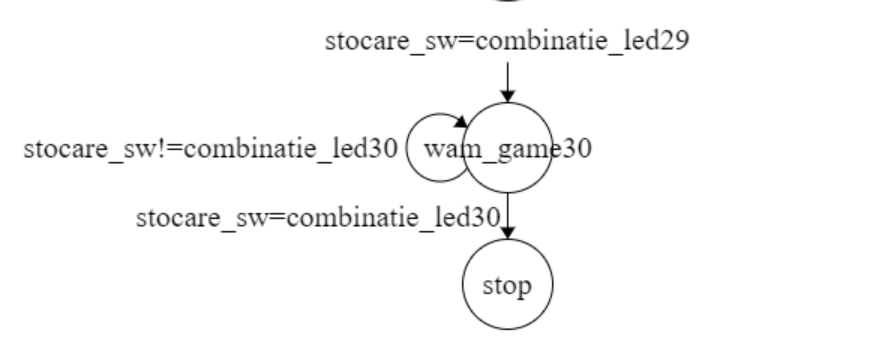 stocare_sw=combinatie_led29
stocare_sw!=combinatie_led30
wam_game30
stocare_sw=combinatie_led30
stop